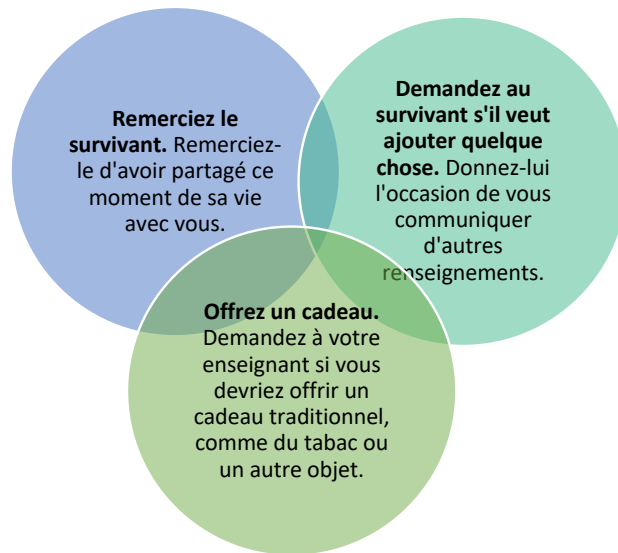 Remerciez le
survivant. Remerciez-
le d'avoir partagé ce
moment de sa vie
avec vous.
Demandez au
survivant s'il veut
ajouter quelque
chose. Donnez-lui
l'occasion de vous
communiquer
d'autres
renseignements.
Offrez un cadeau.
Demandez à votre
enseignant si vous
devriez offrir un
cadeau traditionnel,
comme du tabac ou
un autre objet.